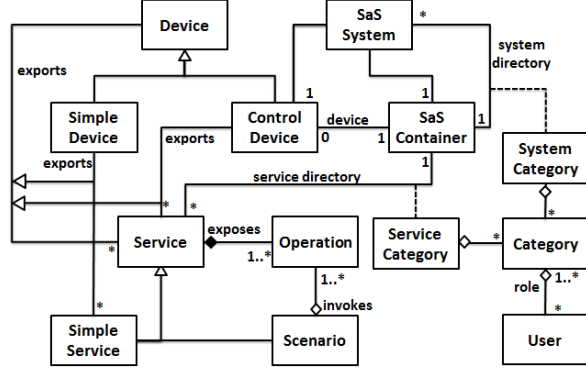 Device
SaS
System
*
exports
system
directory
1
1
Simple
Device
Control
Device
device
0
1
SaS
Container
1
exports
exports
1
System
Category
service directory
*
*
*
Service
*
exposes
1..*
Operation
Service
Category
*
Category
1..*
role
1..*
invokes
*
*
Simple
Service
Scenario
User